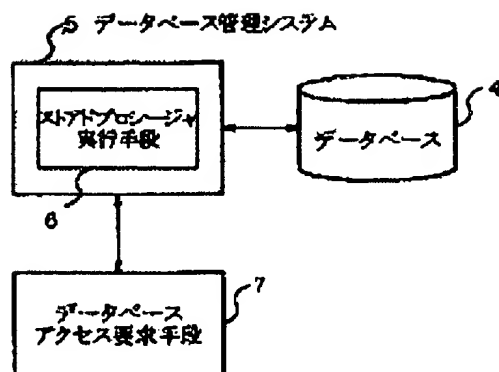 5 データベース管理システム
ストアドプロシージャ
実行手段
6
データベース
4
データベース
アクセス要求手段
7